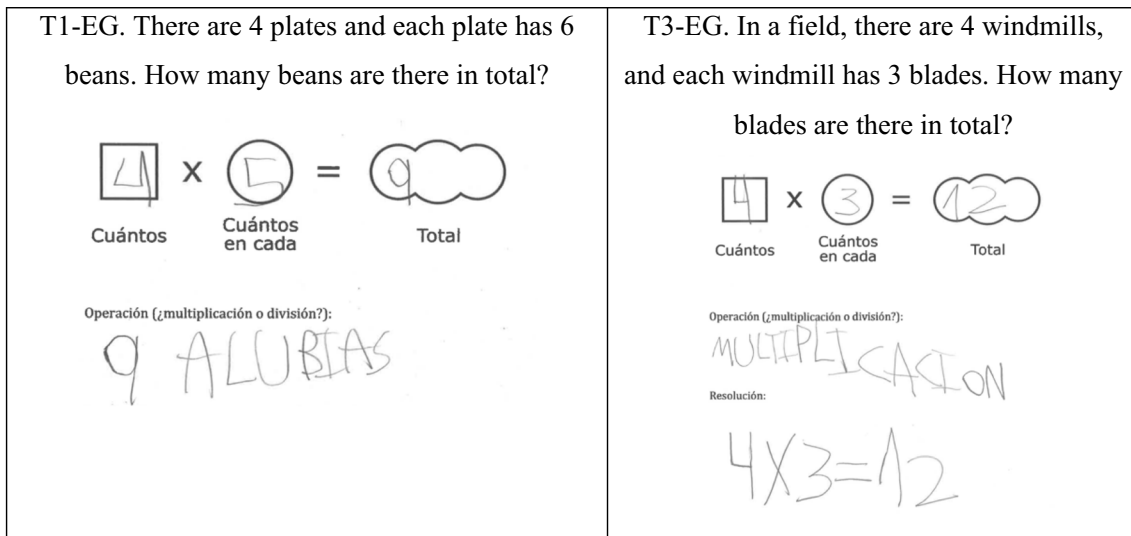 T1-EG. There are 4 plates and each plate has 6
beans. How many beans are there in total?
4 x 5 = 9
Cuántos
Cuántos
en cada
Total
Operación (¿multiplicación o división?):
9 ALUBIAS
T3-EG. In a field, there are 4 windmills,
and each windmill has 3 blades. How many
blades are there in total?
4 x 3 = 12
Cuántos
Cuántos
en cada
Total
Operación (¿multiplicación o división?):
MULTIPLICACION
Resolución:
4X3=12